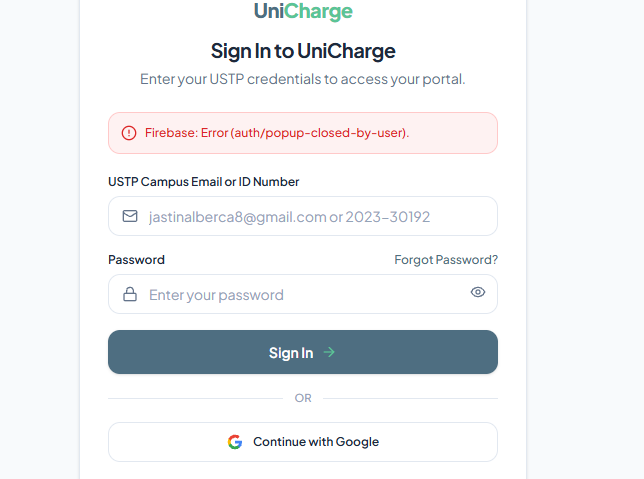 UniCharge
Sign In to UniCharge
Enter your USTP credentials to access your portal.
Firebase: Error (auth/popup-closed-by-user).
USTP Campus Email or ID Number
jastinalberca8@gmail.com or 2023-30192
Password
Forgot Password?
Enter your password
Sign In
OR
Continue with Google